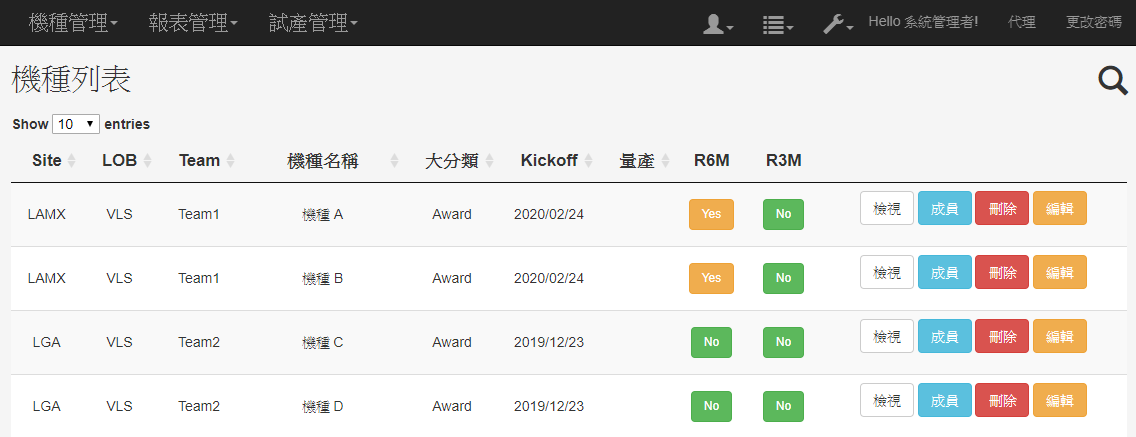 機種管理 報表管理 試產管理 Hello 系統管理者! 代理 更改密碼
機種列表
Show 10 entries
Site LOB Team 機種名稱 大分類 Kickoff 量產 R6M R3M
LAMX VLS Team1 機種 A Award 2020/02/24 Yes No 檢視 成員 刪除 編輯
LAMX VLS Team1 機種 B Award 2020/02/24 Yes No 檢視 成員 刪除 編輯
LGA VLS Team2 機種 C Award 2019/12/23 No No 檢視 成員 刪除 編輯
LGA VLS Team2 機種 D Award 2019/12/23 No No 檢視 成員 刪除 編輯